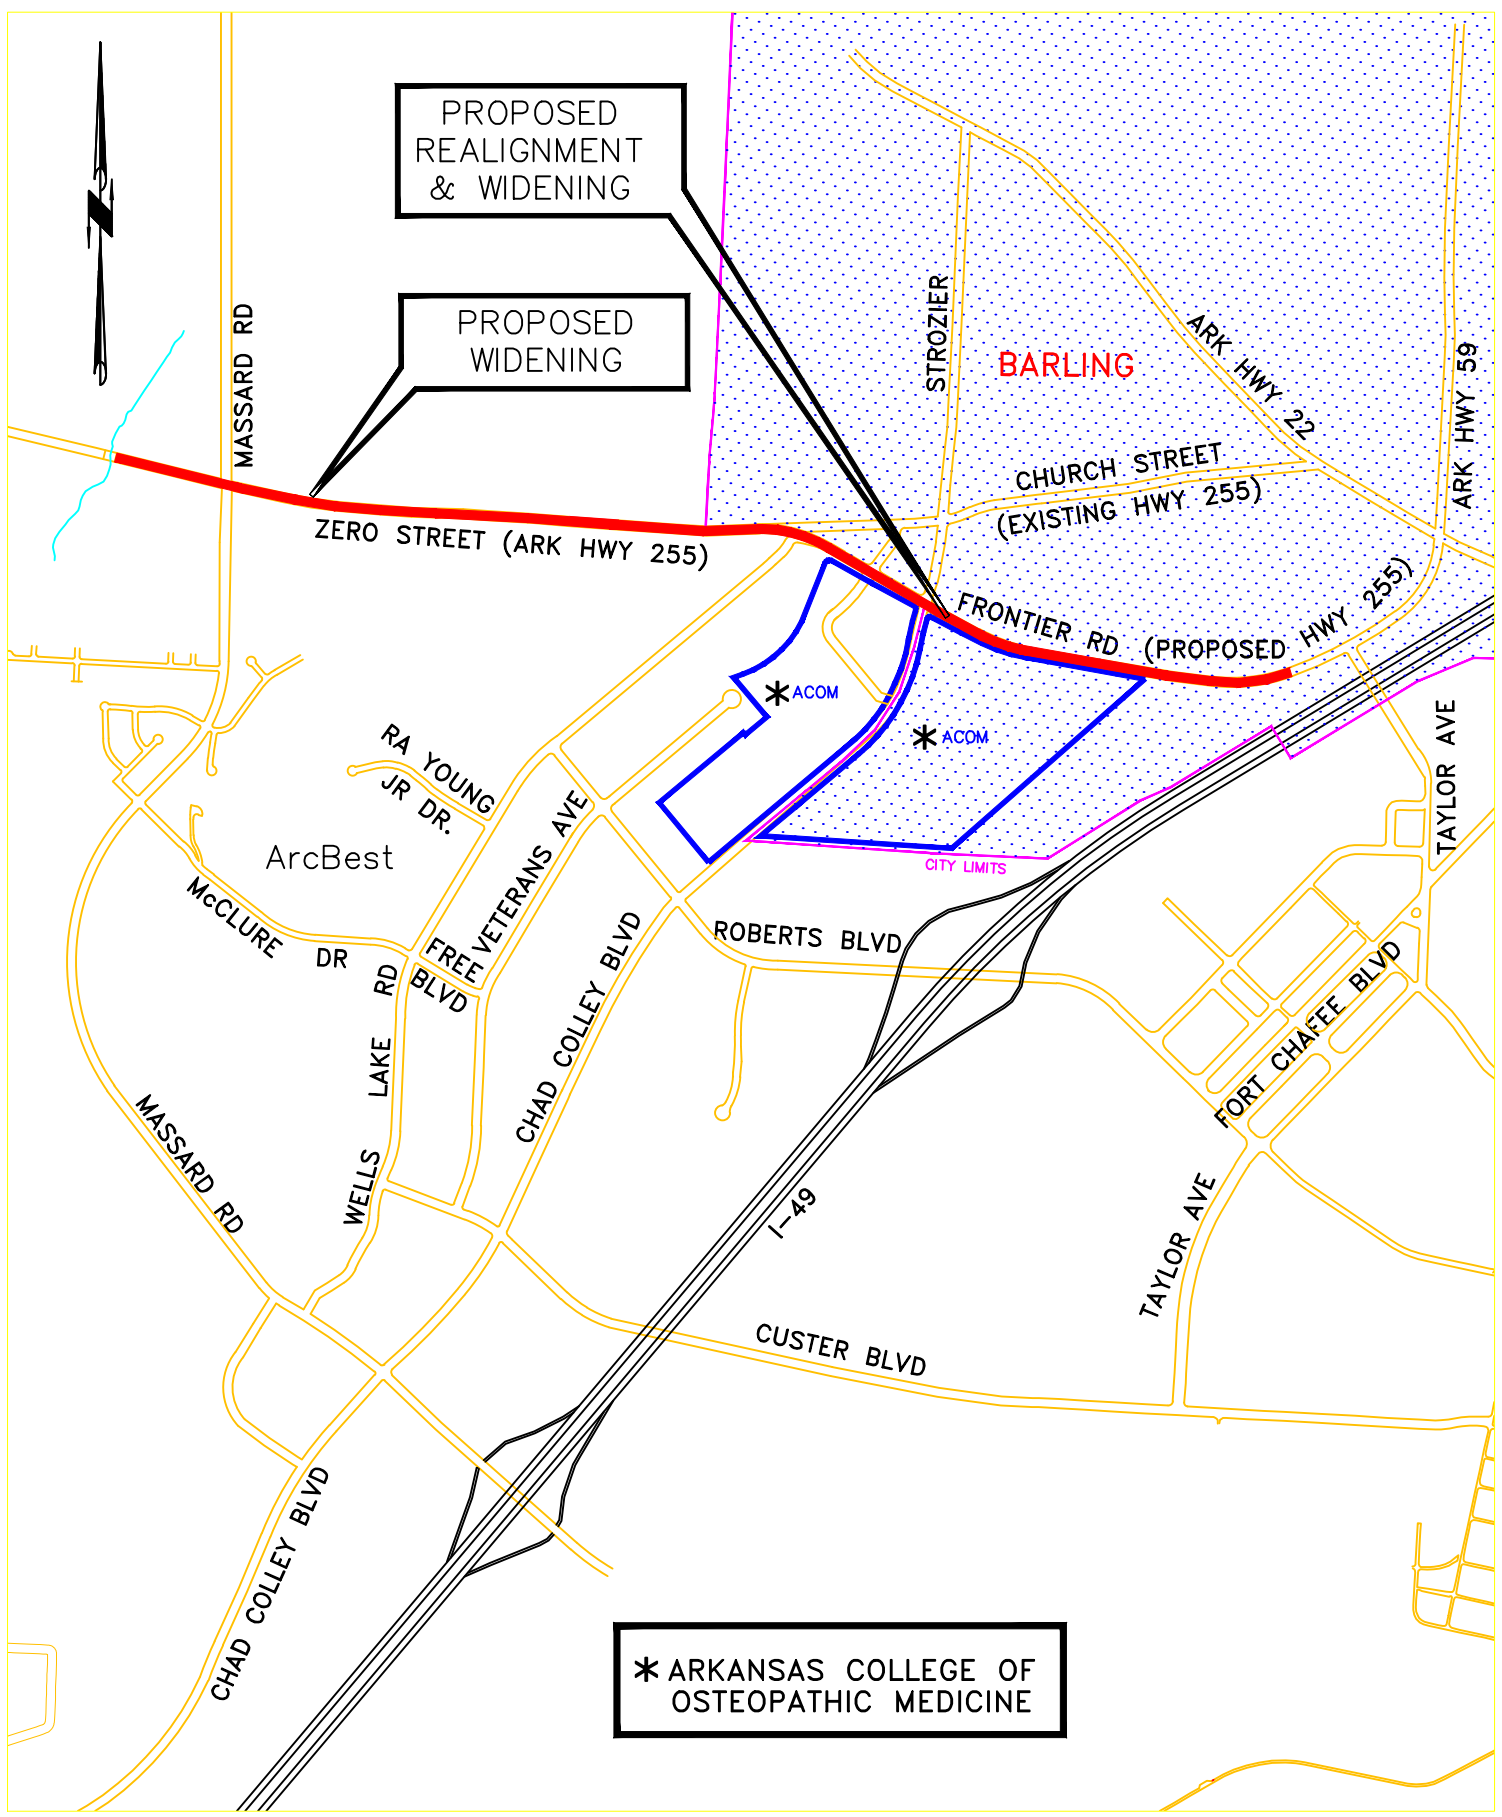 PROPOSED
REALIGNMENT
& WIDENING
PROPOSED
WIDENING
MASSARD RD
STROZIER
BARLING
ARK HWY 22
ARK HWY 59
CHURCH STREET
(EXISTING HWY 255)
ZERO STREET (ARK HWY 255)
FRONTIER RD (PROPOSED HWY 255)
ACOM
ACOM
CITY LIMITS
TAYLOR AVE
RA YOUNG
JR DR.
ArcBest
McCLURE DR
FREE
BLVD
VETERANS AVE
ROBERTS BLVD
CHAD COLLEY BLVD
WELLS LAKE RD
FORT CHAFEE BLVD
MASSARD RD
I-49
TAYLOR AVE
CUSTER BLVD
CHAD COLLEY BLVD
* ARKANSAS COLLEGE OF
OSTEOPATHIC MEDICINE